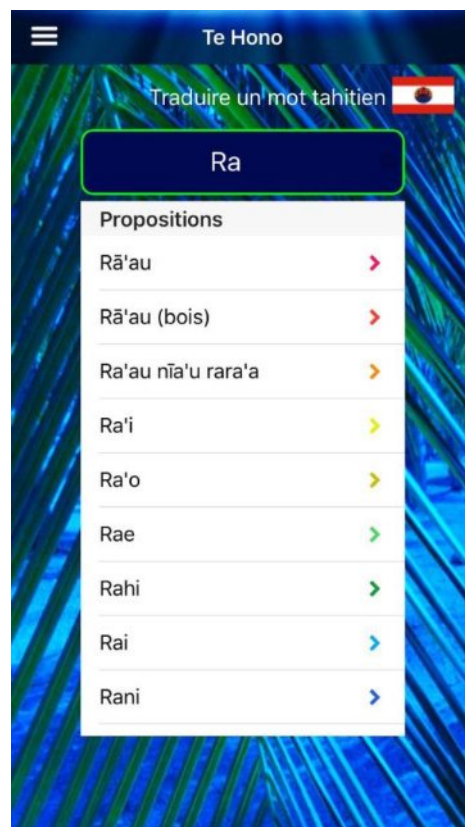 Te Hono
Traduire un mot tahitien
Ra
Propositions
Rā'au
Rā'au (bois)
Ra'au nīa'u rara'a
Ra'i
Ra'o
Rae
Rahi
Rai
Rani